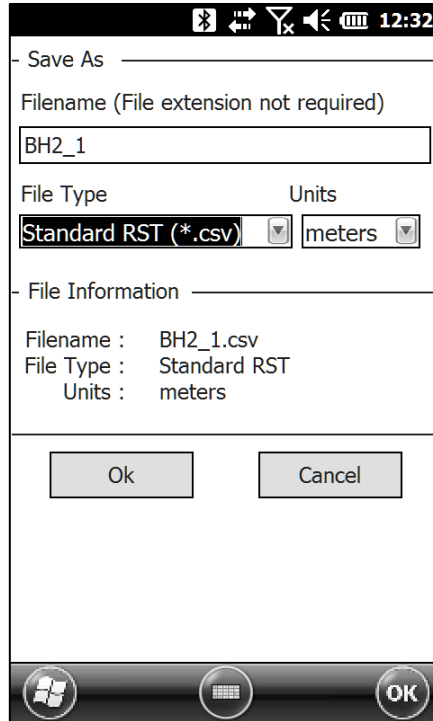 12:32
Save As
Filename (File extension not required)
BH2_1
File Type Units
Standard RST (*.csv) meters
File Information
Filename : BH2_1.csv
File Type : Standard RST
Units : meters
Ok Cancel
OK